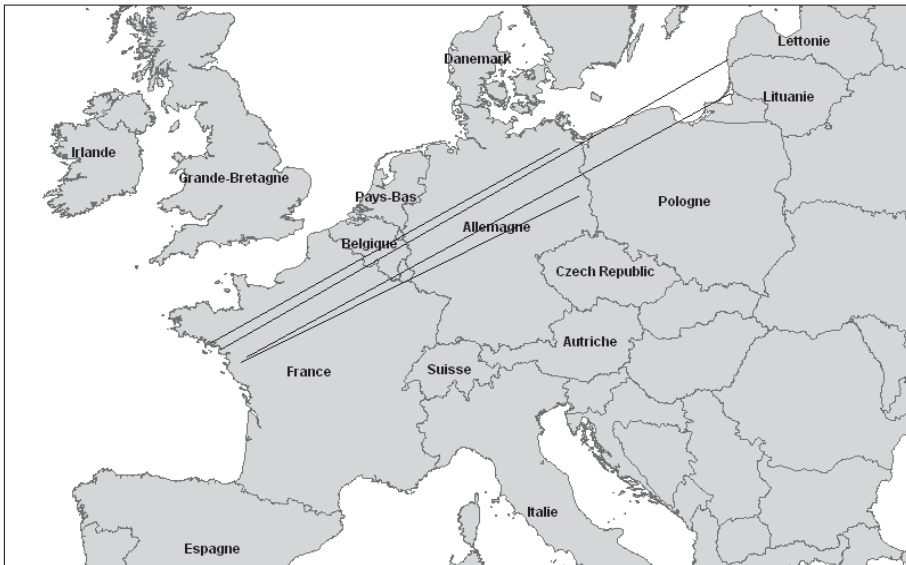 Lettonie
Danemark
Lituanie
Irlande
Grande-Bretagne
Pays-Bas
Pologne
Allemagne
Belgique
Czech Republic
Autriche
France
Suisse
Italie
Espagne